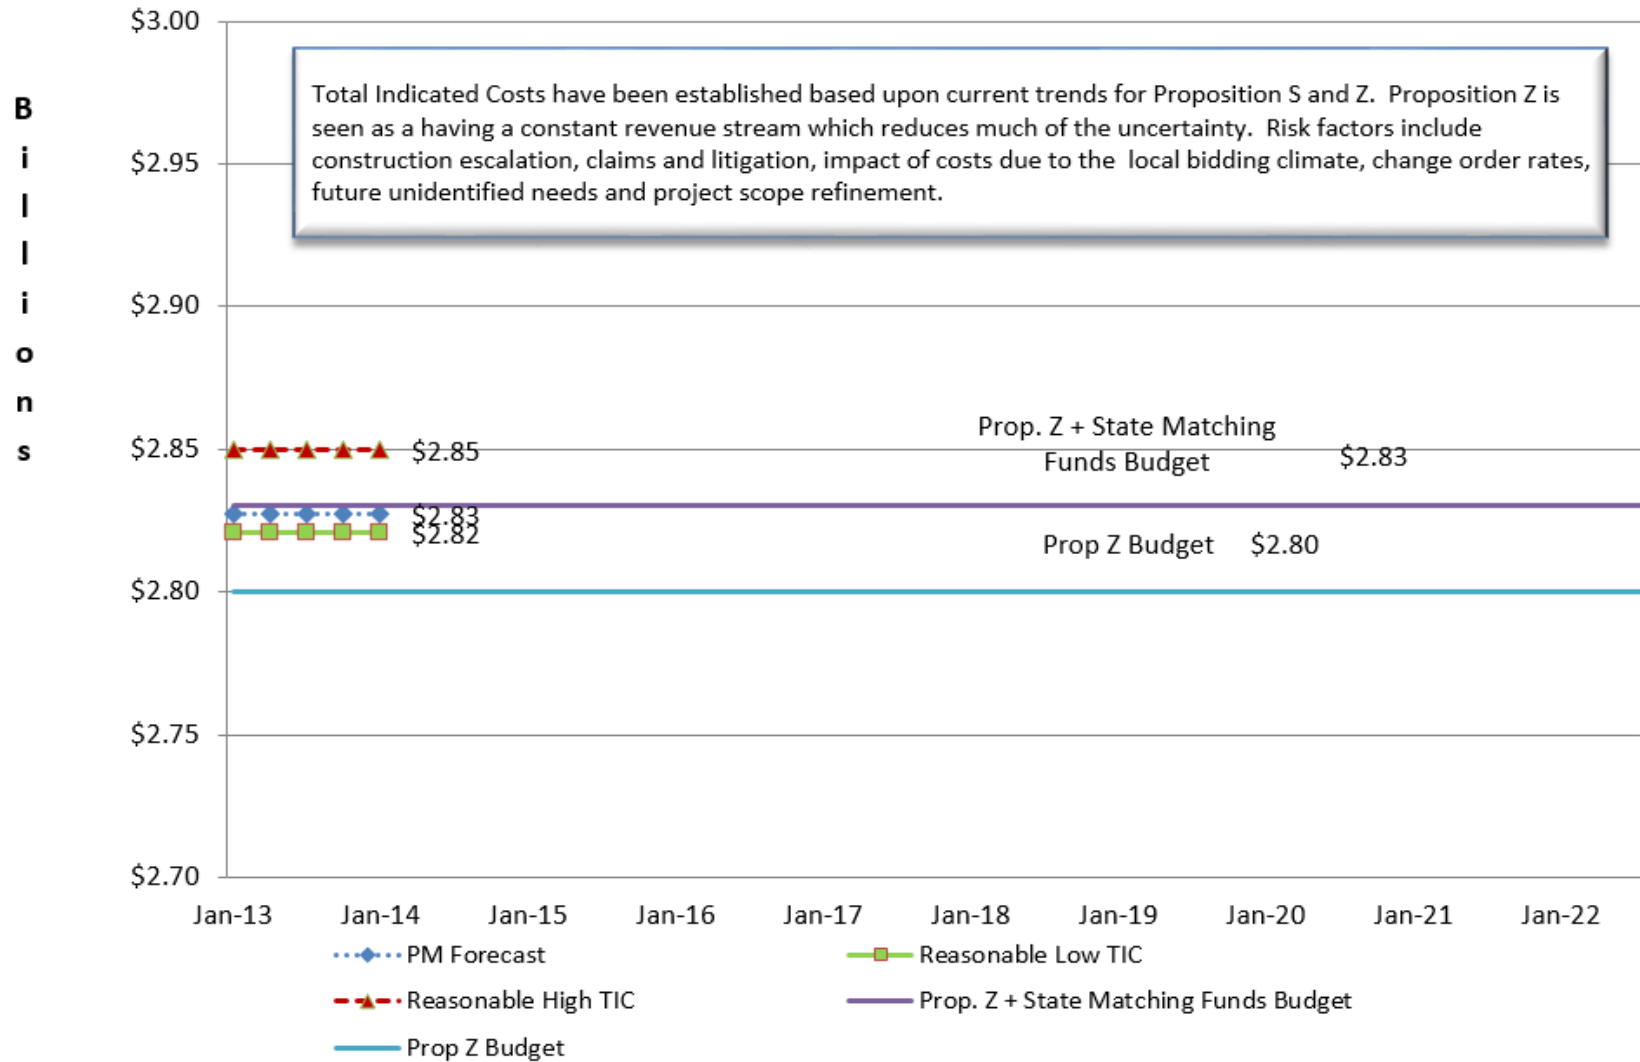 $3.00
Total Indicated Costs have been established based upon current trends for Proposition S and Z.  Proposition Z is
seen as a having a constant revenue stream which reduces much of the uncertainty.  Risk factors include
construction escalation, claims and litigation, impact of costs due to the  local bidding climate, change order rates,
future unidentified needs and project scope refinement.
Billions
$2.95
$2.90
$2.85
$2.85
Prop. Z + State Matching
Funds Budget
$2.83
$2.83
$2.82
Prop Z Budget $2.80
$2.80
$2.75
$2.70
Jan-13 Jan-14 Jan-15 Jan-16 Jan-17 Jan-18 Jan-19 Jan-20 Jan-21 Jan-22
PM Forecast
Reasonable Low TIC
Reasonable High TIC
Prop. Z + State Matching Funds Budget
Prop Z Budget